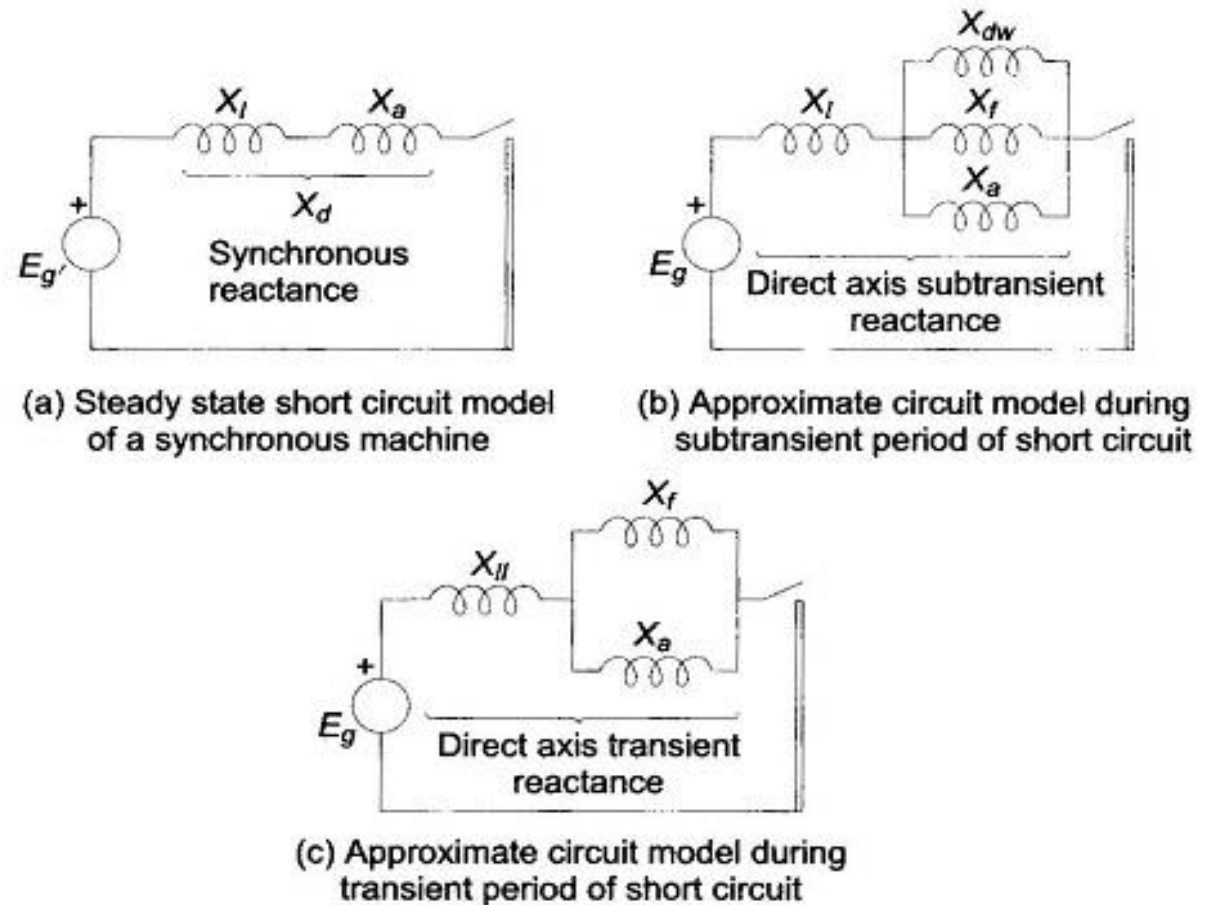 X_l X_a
X_d
+
E_g'
Synchronous
reactance
(a) Steady state short circuit model
of a synchronous machine
X_dw
X_l X_f
X_a
+
E_g
Direct axis subtransient
reactance
(b) Approximate circuit model during
subtransient period of short circuit
X_f
X_ll
X_a
+
E_g
Direct axis transient
reactance
(c) Approximate circuit model during
transient period of short circuit